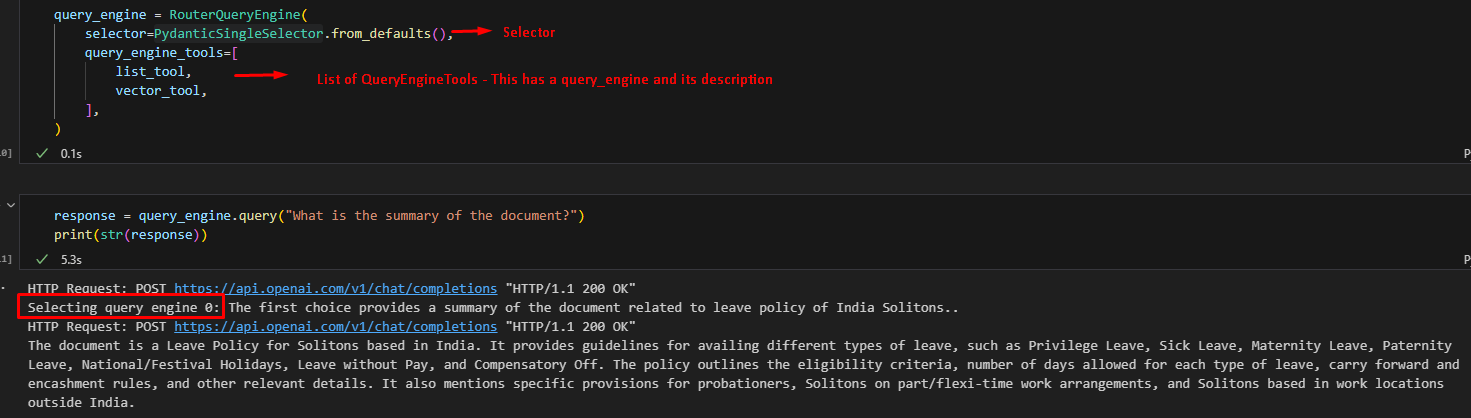 query_engine = RouterQueryEngine(
selector=PydanticSingleSelector.from_defaults(), Selector
query_engine_tools=[
list_tool, List of QueryEngineTools - This has a query_engine and its description
vector_tool,
],
)
0] ✓ 0.1s
response = query_engine.query("What is the summary of the document?")
print(str(response))
1] ✓ 5.3s
HTTP Request: POST https://api.openai.com/v1/chat/completions "HTTP/1.1 200 OK"
Selecting query engine 0: The first choice provides a summary of the document related to leave policy of India Solitons..
HTTP Request: POST https://api.openai.com/v1/chat/completions "HTTP/1.1 200 OK"
The document is a Leave Policy for Solitons based in India. It provides guidelines for availing different types of leave, such as Privilege Leave, Sick Leave, Maternity Leave, Paternity
Leave, National/Festival Holidays, Leave without Pay, and Compensatory Off. The policy outlines the eligibility criteria, number of days allowed for each type of leave, carry forward and
encashment rules, and other relevant details. It also mentions specific provisions for probationers, Solitons on part/flexi-time work arrangements, and Solitons based in work locations
outside India.